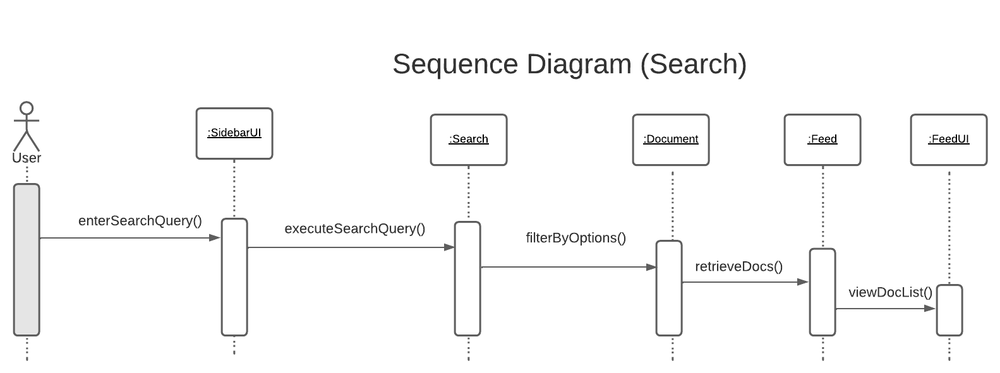 Sequence Diagram (Search)
User
:SidebarUI
:Search
:Document
:Feed
:FeedUI
enterSearchQuery()
executeSearchQuery()
filterByOptions()
retrieveDocs()
viewDocList()